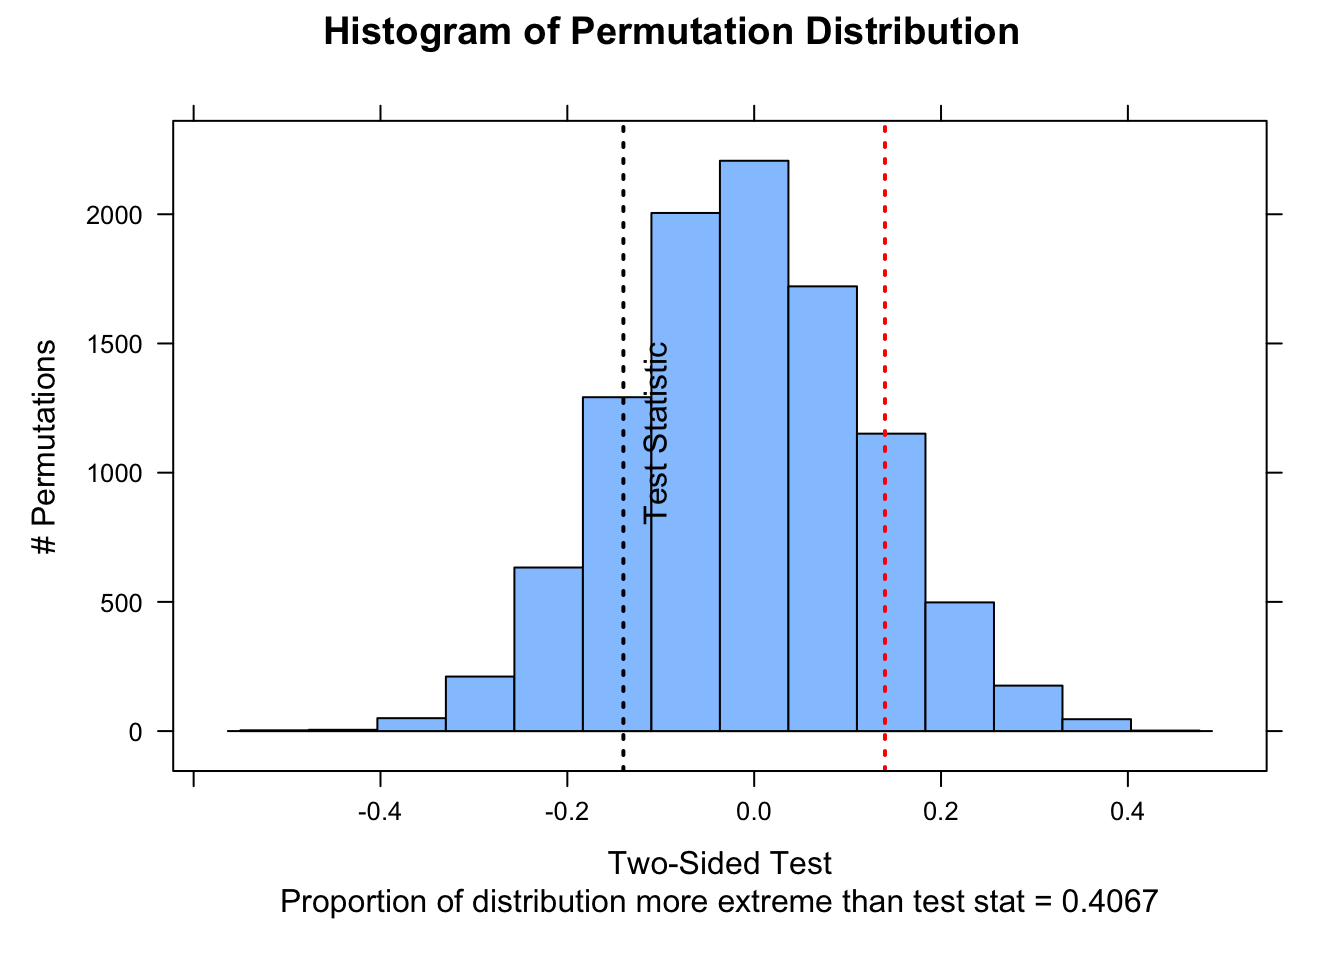 Histogram of Permutation Distribution
# Permutations
2000
1500
1000
500
0
Test Statistic
-0.4
-0.2
0.0
0.2
0.4
Two-Sided Test
Proportion of distribution more extreme than test stat = 0.4067